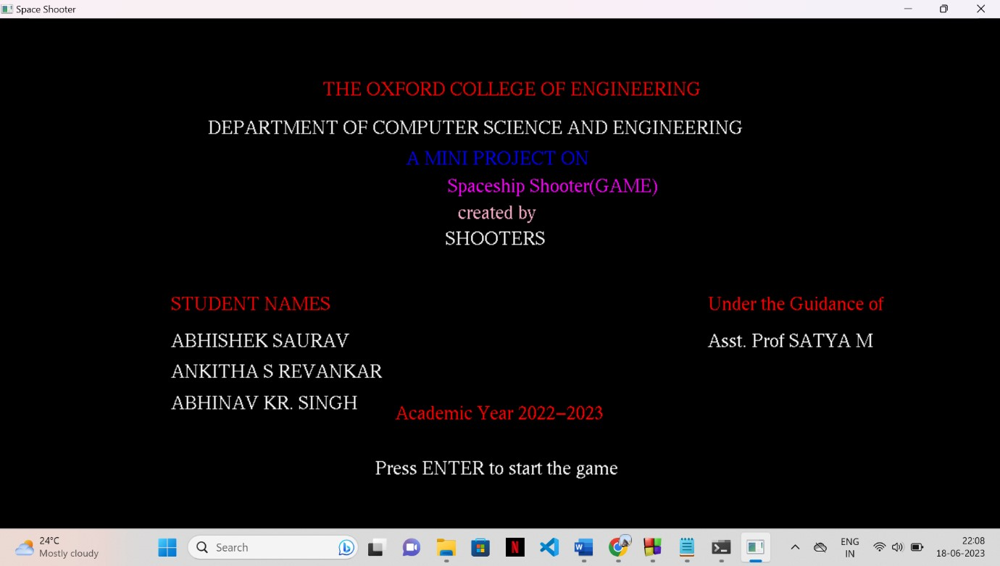 Space Shooter
THE OXFORD COLLEGE OF ENGINEERING
DEPARTMENT OF COMPUTER SCIENCE AND ENGINEERING
A MINI PROJECT ON
Spaceship Shooter(GAME)
created by
SHOOTERS
STUDENT NAMES
Under the Guidance of
ABHISHEK SAURAV
Asst. Prof SATYA M
ANKITHA S REVANKAR
ABHINAV KR. SINGH
Academic Year 2022–2023
Press ENTER to start the game
24°C
Mostly cloudy
Search
N
W
ENG
IN
22:08
18-06-2023